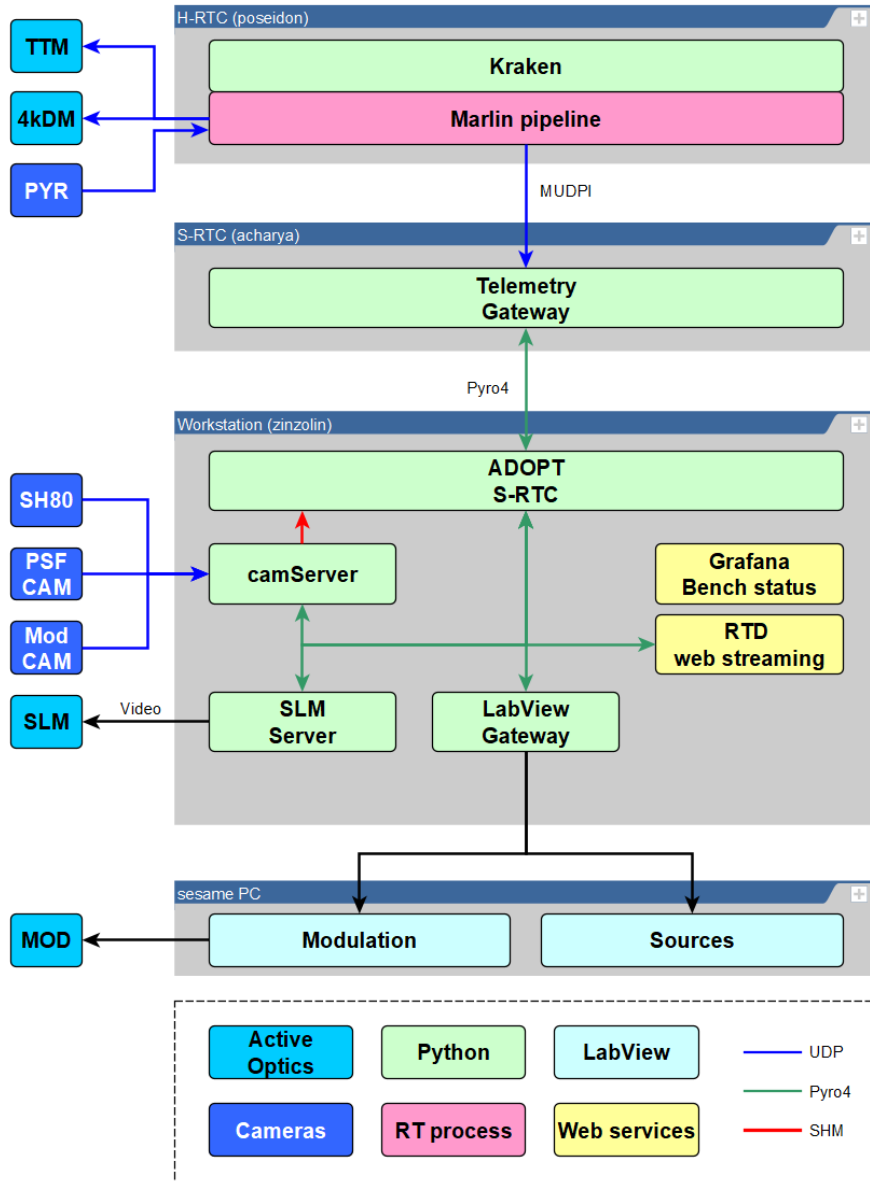 H-RTC (poseidon)
TTM
Kraken
4kDM
Marlin pipeline
PYR
MUDPI
S-RTC (acharya)
Telemetry
Gateway
Pyro4
Workstation (zinzolin)
ADOPT
S-RTC
SH80
PSF
CAM
camServer
Grafana
Bench status
Mod
CAM
RTD
web streaming
SLM
Video
SLM
Server
LabView
Gateway
sesame PC
MOD
Modulation
Sources
Active
Optics
Python
LabView
UDP
Pyro4
Cameras
RT process
Web services
SHM